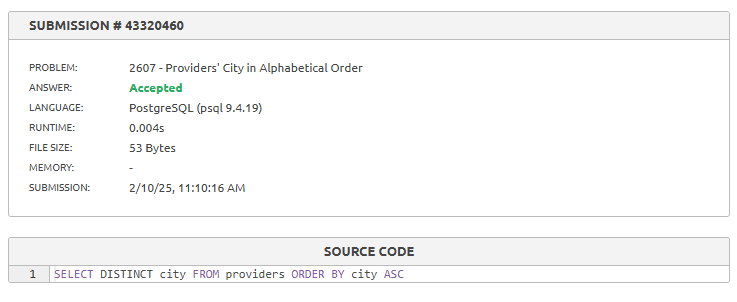 SUBMISSION # 43320460
PROBLEM: 2607 - Providers' City in Alphabetical Order
ANSWER: Accepted
LANGUAGE: PostgreSQL (psql 9.4.19)
RUNTIME: 0.004s
FILE SIZE: 53 Bytes
MEMORY: -
SUBMISSION: 2/10/25, 11:10:16 AM
SOURCE CODE
1 SELECT DISTINCT city FROM providers ORDER BY city ASC